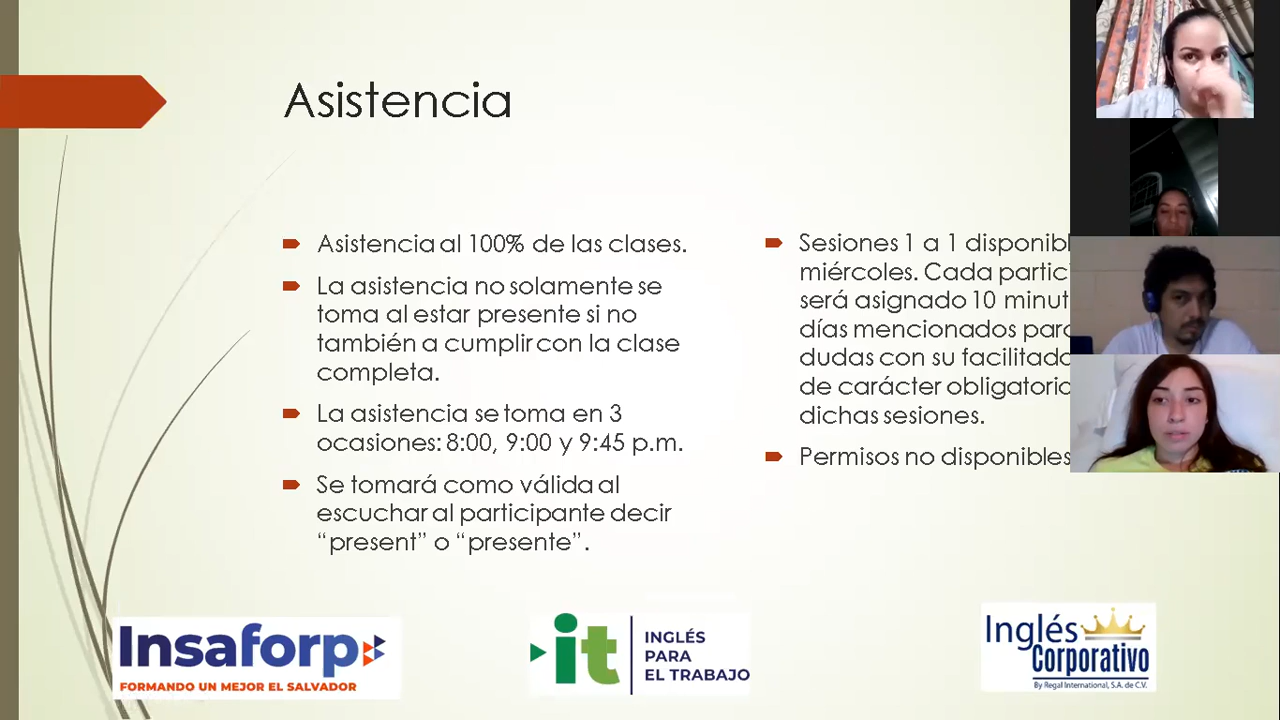 Asistencia
Asistencia al 100% de las clases.
La asistencia no solamente se
toma al estar presente si no
también a cumplir con la clase
completa.
La asistencia se toma en 3
ocasiones: 8:00, 9:00 y 9:45 p.m.
Se tomará como válida al
escuchar al participante decir
“present” o “presente”.
Sesiones 1 a 1
miércoles. Cada
será asignado 10
días mencionados
dudas con su
de carácter
dichas sesiones.
Permisos no disponibles
Insaforp
FORMANDO UN MEJOR EL SALVADOR
it
INGLÉS
PARA
EL TRABAJO
Inglés
Corporativo
By Regal International, S.A. de C.V.